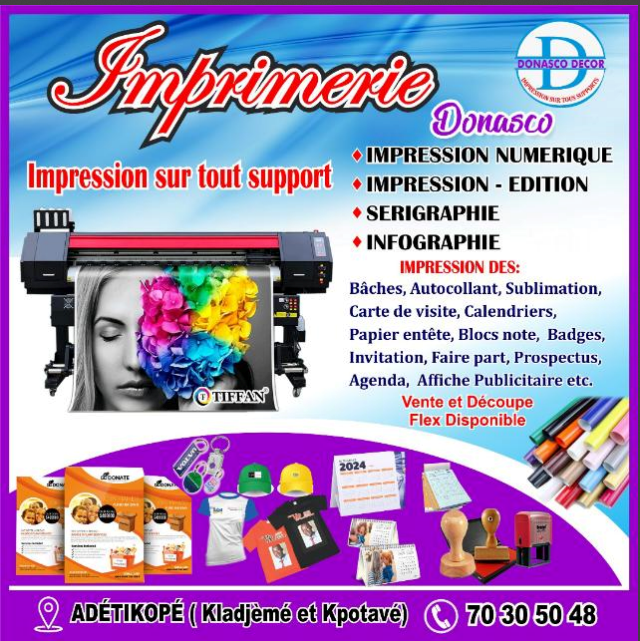 Imprimerie
Donasco
DONASCO DECOR
IMPRESSION SUR TOUS SUPPORTS
Impression sur tout support
IMPRESSION NUMERIQUE
IMPRESSION - EDITION
SERIGRAPHIE
INFOGRAPHIE
IMPRESSION DES:
Bâches, Autocollant, Sublimation,
Carte de visite, Calendriers,
Papier entête, Blocs note, Badges,
Invitation, Faire part, Prospectus,
Agenda, Affiche Publicitaire etc.
Vente et Découpe
Flex Disponible
TIFFAN
2024
DONATE
ADÉTIKOPÉ ( Kladjèmé et Kpotavé)
70 30 50 48